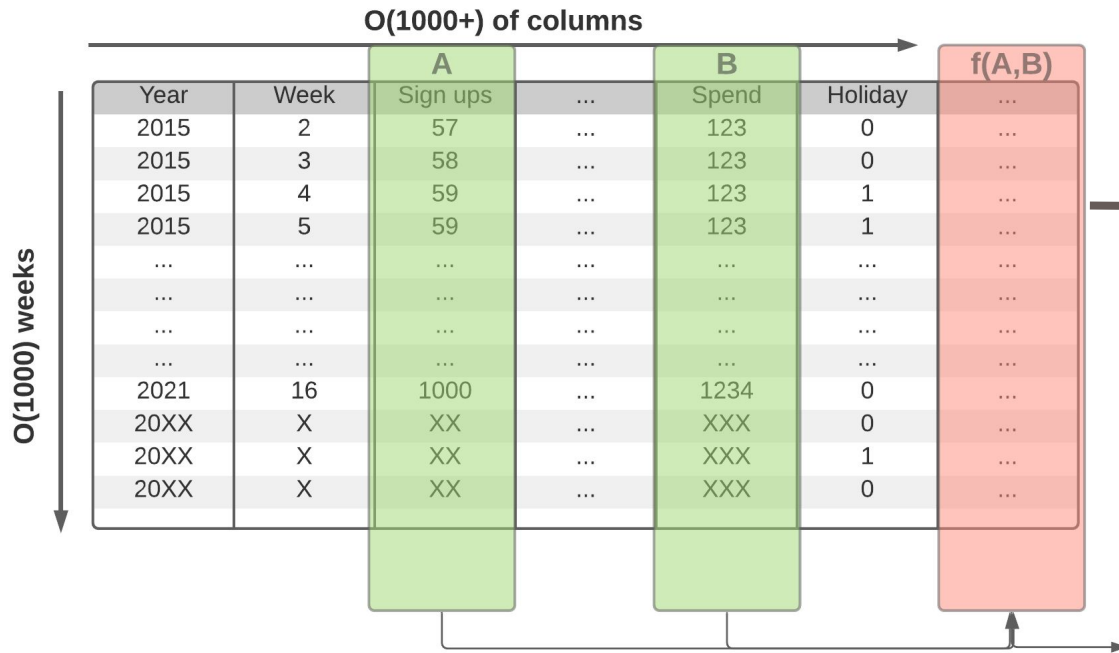 O(1000+) of columns
A B f(A,B)
Year Week Sign ups ... Spend Holiday ...
2015 2 57 ... 123 0 ...
2015 3 58 ... 123 0 ...
2015 4 59 ... 123 1 ...
2015 5 59 ... 123 1 ...
... ... ... ... ... ... ...
... ... ... ... ... ... ...
... ... ... ... ... ... ...
... ... ... ... ... ... ...
2021 16 1000 ... 1234 0 ...
20XX X XX ... XXX 0 ...
20XX X XX ... XXX 1 ...
20XX X XX ... XXX 0 ...
O(1000) weeks